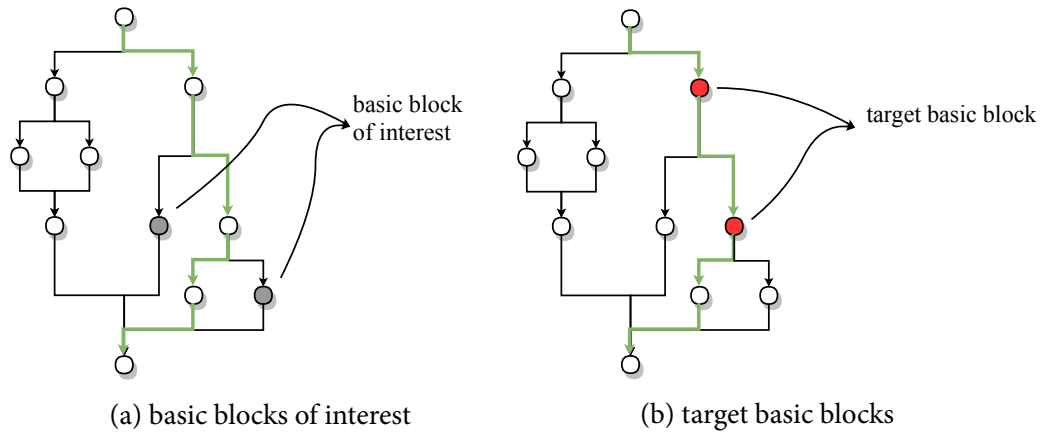 basic block
of interest
target basic block
(a) basic blocks of interest
(b) target basic blocks